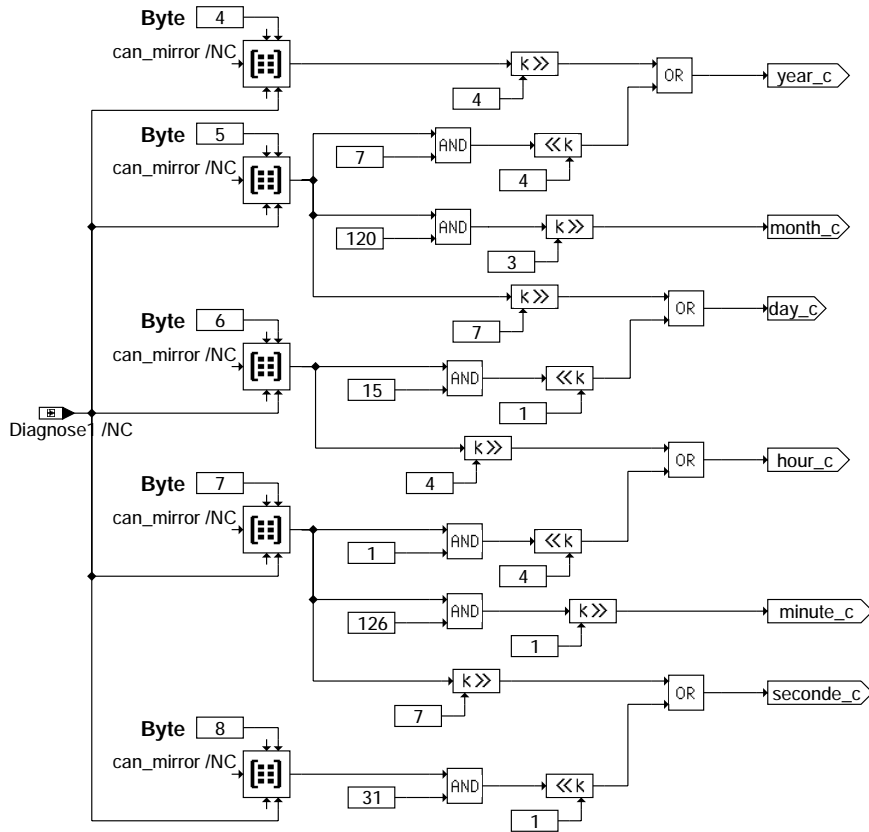 Byte 4
can_mirror /NC
k≫
4
OR
year_c
Byte 5
can_mirror /NC
7
AND
≪k
4
120
AND
k≫
3
month_c
k≫
7
OR
day_c
Byte 6
can_mirror /NC
15
AND
≪k
1
Diagnose1 /NC
k≫
4
OR
hour_c
Byte 7
can_mirror /NC
1
AND
≪k
4
126
AND
k≫
1
minute_c
k≫
7
OR
seconde_c
Byte 8
can_mirror /NC
31
AND
≪k
1